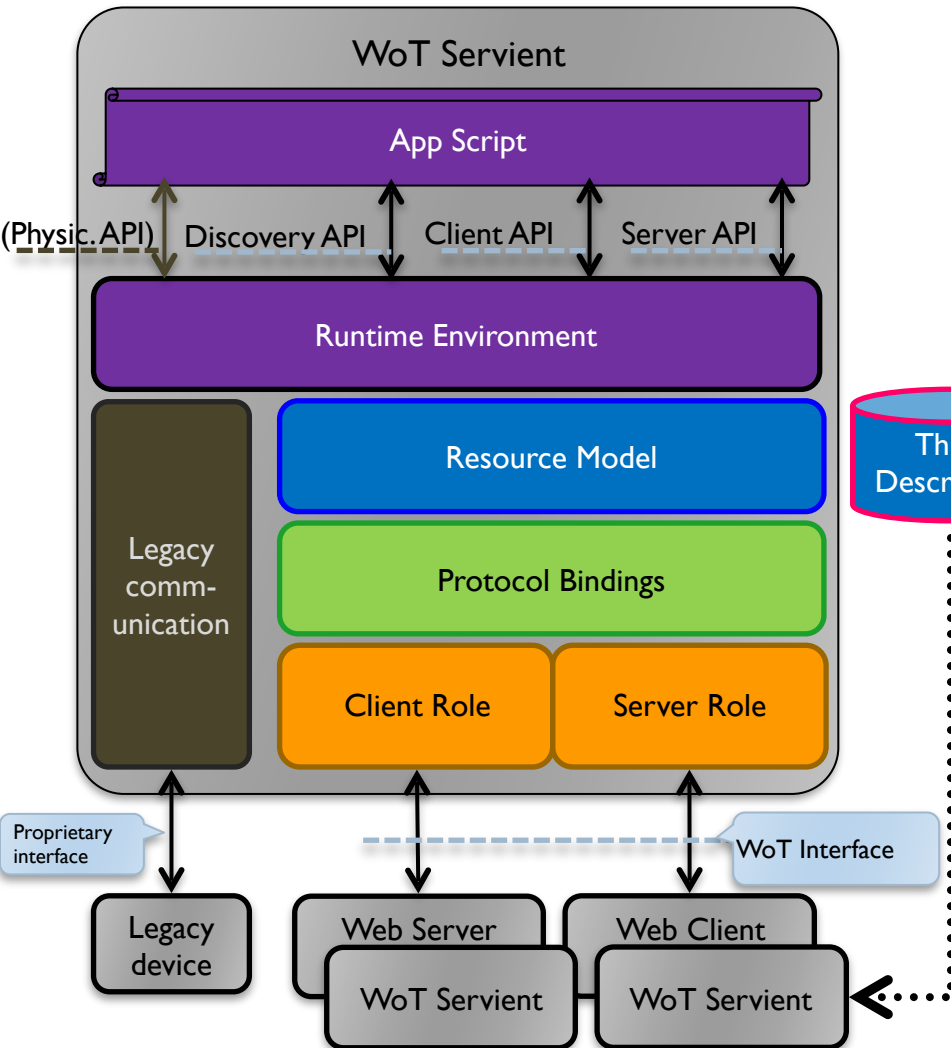 WoT Servient
App Script
(Physic. API) Discovery API Client API Server API
Runtime Environment
Resource Model
Legacy
comm-
unication
Protocol Bindings
Client Role
Server Role
Proprietary
interface
WoT Interface
Legacy
device
Web Server
WoT Servient
Web Client
WoT Servient